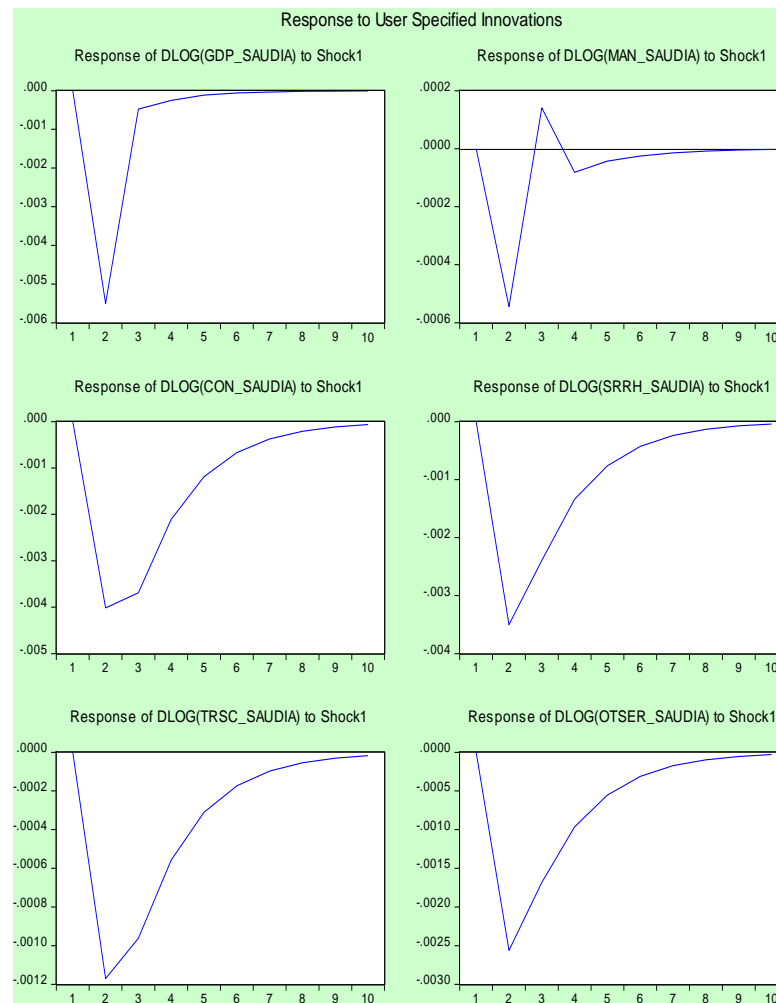 Response to User Specified Innovations
Response of DLOG(GDP_SAUDIA) to Shock1
.000
-.001
-.002
-.003
-.004
-.005
-.006
1 2 3 4 5 6 7 8 9 10
Response of DLOG(MAN_SAUDIA) to Shock1
.0002
.0000
-.0002
-.0004
-.0006
1 2 3 4 5 6 7 8 9 10
Response of DLOG(CON_SAUDIA) to Shock1
.000
-.001
-.002
-.003
-.004
-.005
1 2 3 4 5 6 7 8 9 10
Response of DLOG(SRRH_SAUDIA) to Shock1
.000
-.001
-.002
-.003
-.004
1 2 3 4 5 6 7 8 9 10
Response of DLOG(TRSC_SAUDIA) to Shock1
.0000
-.0002
-.0004
-.0006
-.0008
-.0010
-.0012
1 2 3 4 5 6 7 8 9 10
Response of DLOG(OTSER_SAUDIA) to Shock1
.0000
-.0005
-.0010
-.0015
-.0020
-.0025
-.0030
1 2 3 4 5 6 7 8 9 10